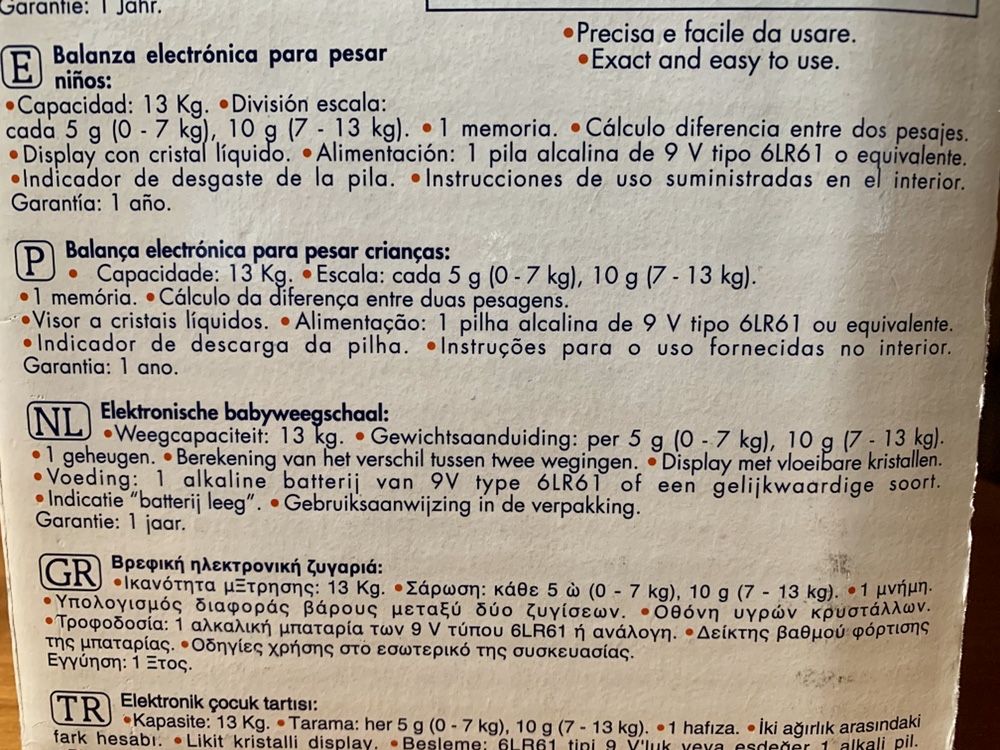 Garantie: 1 Jahr.
•Precisa e facile da usare.
•Exact and easy to use.
E Balanza electrónica para pesar
niños:
•Capacidad: 13 Kg. •División escala:
cada 5 g (0 - 7 kg), 10 g (7 - 13 kg). •1 memoria. •Cálculo diferencia entre dos pesajes.
•Display con cristal líquido. •Alimentación: 1 pila alcalina de 9 V tipo 6LR61 o equivalente.
•Indicador de desgaste de la pila. •Instrucciones de uso suministradas en el interior.
Garantía: 1 año.
P Balança electrónica para pesar crianças:
• Capacidade: 13 Kg. •Escala: cada 5 g (0 - 7 kg), 10 g (7 - 13 kg).
•1 memória. •Cálculo da diferença entre duas pesagens.
•Visor a cristais líquidos. •Alimentação: 1 pilha alcalina de 9 V tipo 6LR61 ou equivalente.
•Indicador de descarga da pilha. •Instruções para o uso fornecidas no interior.
Garantia: 1 ano.
NL Elektronische babyweegschaal:
•Weegcapaciteit: 13 kg. •Gewichtsaanduiding: per 5 g (0 - 7 kg), 10 g (7 - 13 kg).
•1 geheugen. •Berekening van het verschil tussen twee wegingen. •Display met vloeibare kristallen.
•Voeding: 1 alkaline batterij van 9V type 6LR61 of een gelijkwaardige soort.
•Indicatie "batterij leeg". •Gebruiksaanwijzing in de verpakking.
Garantie: 1 jaar.
GR Βρεφική ηλεκτρονική ζυγαριά:
•Ικανότητα μΞτρησης: 13 Kg. •Σάρωση: κάθε 5 ὼ (0 - 7 kg), 10 g (7 - 13 kg). •1 μνήμη.
•Υπολογισμός διαφοράς βάρους μεταξύ δύο ζυγίσεων. •Οθόνη υγρών κρυστάλλων.
•Τροφοδοσία: 1 αλκαλική μπαταρία των 9 V τύπου 6LR61 ή ανάλογη. •Δείκτης βαθμού φόρτισης
της μπαταρίας. •Οδηγίες χρήσης στο εσωτερικό της συσκευασίας.
Εγγύηση: 1 Ξτος.
TR Elektronik çocuk tartısı:
•Kapasite: 13 Kg. •Tarama: her 5 g (0 - 7 kg), 10 g (7 - 13 kg). •1 hafıza. •İki ağırlık arasındaki
fark hesabı. •Likit kristalli display. •Besleme: 6LR61 tipi 9 V'luk veya eşdeğer 1 alkali pil.